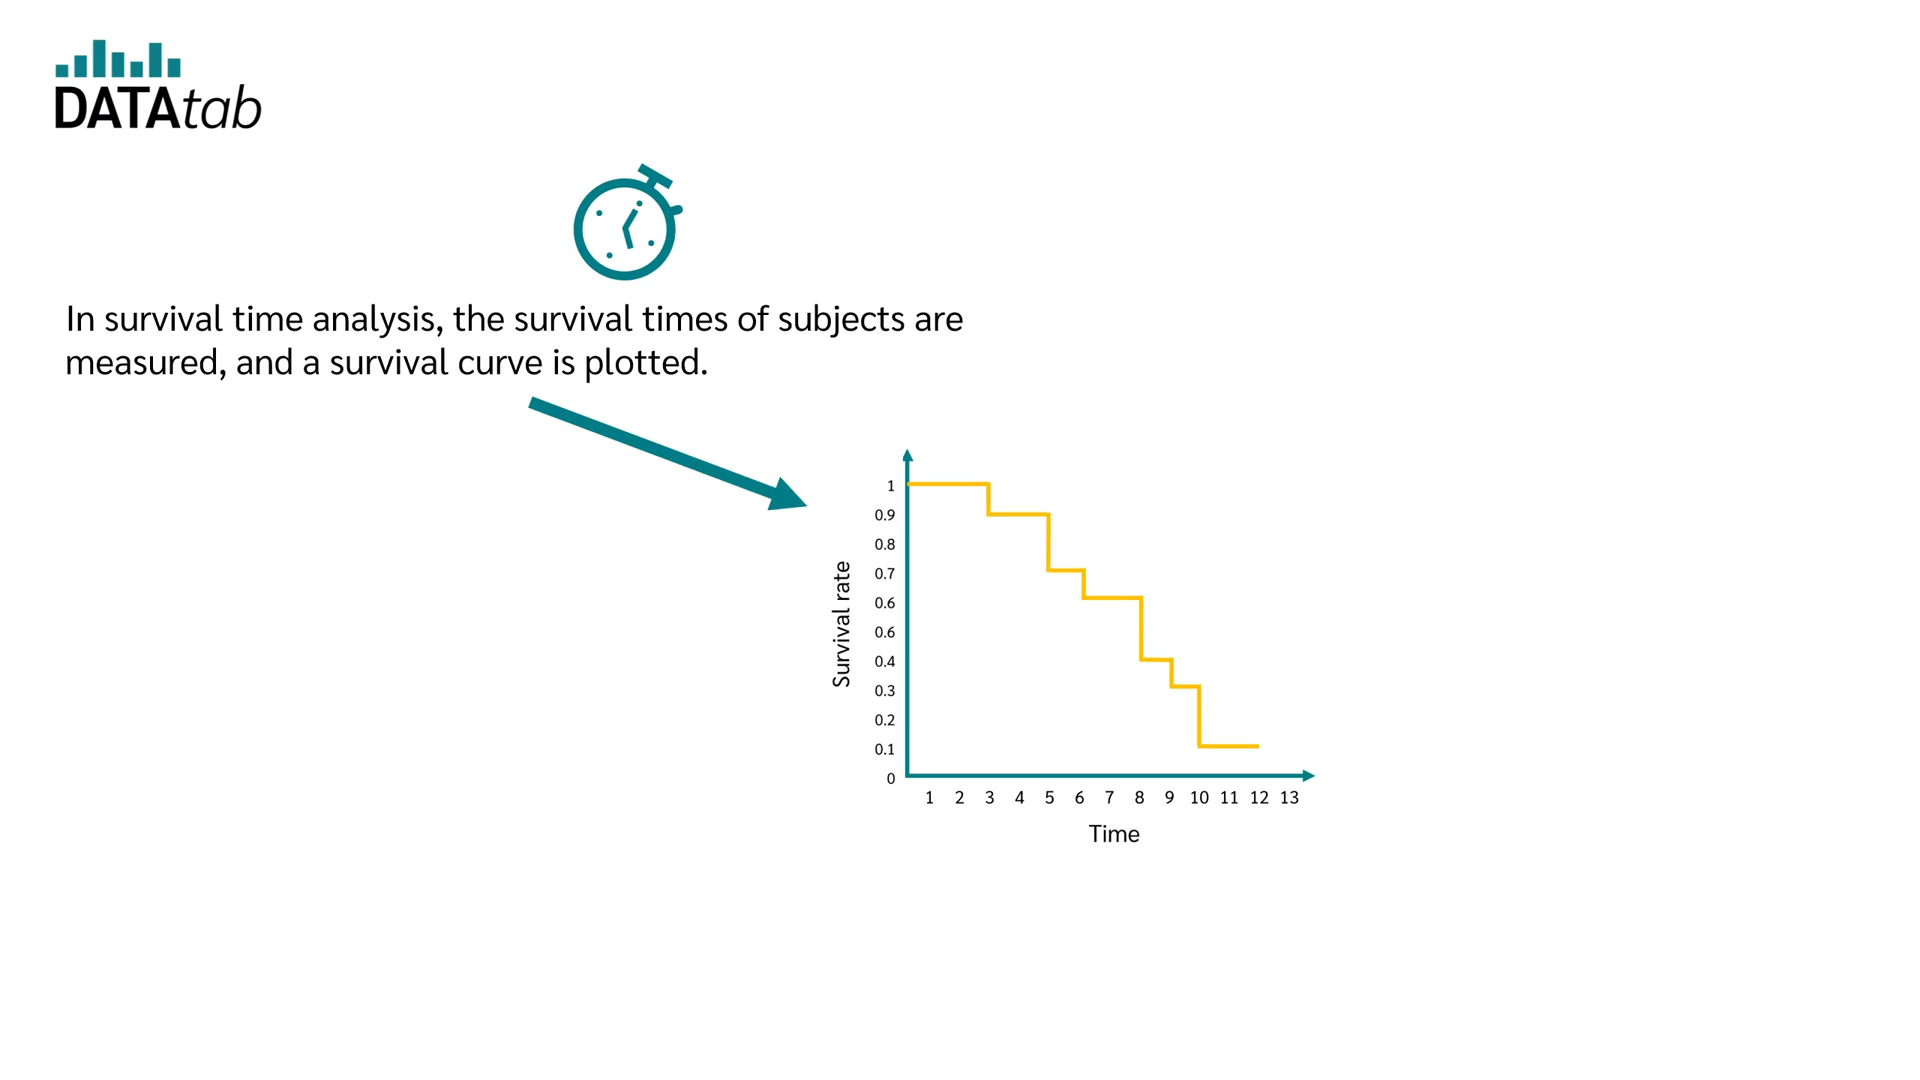 DATAtab
In survival time analysis, the survival times of subjects are
measured, and a survival curve is plotted.
Survival rate
1
0.9
0.8
0.7
0.6
0.6
0.4
0.3
0.2
0.1
0
1 2 3 4 5 6 7 8 9 10 11 12 13
Time